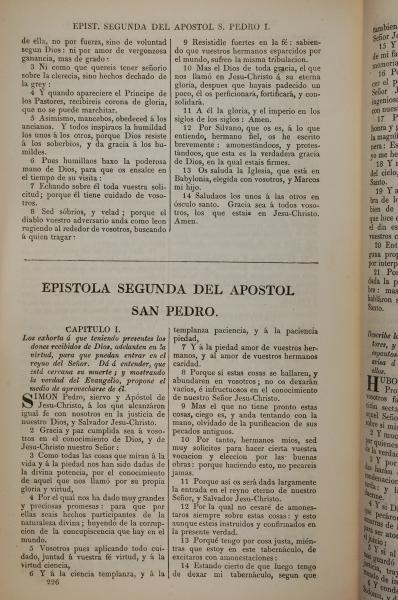 EPIST. SEGUNDA DEL APOSTOL S. PEDRO I.
de ella, no por fuerza, sino de voluntad
segun Dios: ni por amor de vergonzosa
ganancia, mas de grado:
3 Ni como que quereis tener señorío
sobre la clerecía, sino hechos dechado de
la grey:
4 Y quando apareciere el Príncipe de
los Pastores, recibireis corona de gloria,
que no se puede marchitar.
5 Asimismo, mancebos, obedeced á los
ancianos. Y todos inspiraos la humildad
los unos á los otros, porque Dios resiste
á los soberbios, y da gracia á los hu-
mildes.
6 Pues humillaos baxo la poderosa
mano de Dios, para que os ensalce en
el tiempo de su visita:
7 Echando sobre él toda vuestra soli-
citud; porque él tiene cuidado de voso-
tros.
8 Sed sóbrios, y velad; porque el
diablo vuestro adversario anda como leon
rugiendo al rededor de vosotros, buscando
á quien tragar:
9 Resistidle fuertes en la fé: sabien-
do que vuestros hermanos esparcidos por
el mundo, sufren la misma tribulacion.
10 Mas el Dios de toda gracia, el que
nos llamó en Jesu-Christo á su eterna
gloria, despues que hayais padecido un
poco, él os perficionará, fortificará, y con-
solidará.
11 A él la gloria, y el imperio en los
siglos de los siglos: Amen.
12 Por Silvano, que os es, á lo que
entiendo, hermano fiel, os he escrito
brevemente: amonestándoos, y protes-
tándoos, que esta es la verdadera gracia
de Dios, en la qual estais firmes.
13 Os saluda la Iglesia, que está en
Babylonia, elegida con vosotros, y Marcos
mi hijo.
14 Saludaos los unos á las otros en
ósculo santo. Gracia sea á todos voso-
tros, los que estais en Jesu-Christo.
Amen.
EPISTOLA SEGUNDA DEL APOSTOL
SAN PEDRO.
CAPITULO I.
Los exhorta á que teniendo presentes los
dones recibidos de Dios, adelanten en la
virtud, para que puedan entrar en el
reyno del Señor. Dá á entender, que
está cercana su muerte; y mostrando
la verdad del Evangelio, propone el
medio de aprovecharse de él.
SIMON Pedro, siervo y Apóstol de
Jesu-Christo, á los que alcanzáron
igual fe con nosotros en la justicia de
nuestro Dios, y Salvador Jesu-Christo.
2 Gracia y paz cumplida sea á voso-
tros en el conocimiento de Dios, y de
Jesu-Christo nuestro Señor:
3 Como todas las cosas que miran á la
vida y á la piedad nos han sido dadas de
la divina potencia, por el conocimiento
de aquel que nos llamó por su propia
gloria y virtud,
4 Por el qual nos ha dado muy grandes
y preciosas promesas: para que por
ellas seais hechos participantes de la
naturaleza divina; huyendo de la corrup-
cion de la concupiscencia que hay en el
mundo.
5 Vosotros pues aplicando todo cui-
dado, juntad á vuestra fé virtud, y á la
virtud ciencia,
6 Y á la ciencia templanza, y á la
226
templanza paciencia, y á la paciencia
piedad,
7 Y á la piedad amor de vuestros her-
manos, y al amor de vuestros hermanos
caridad.
8 Porque si estas cosas se hallaren, y
abundaren en vosotros; no os dexarán
vacíos, é infructuosos en el conocimiento
de nuestro Señor Jesu-Christo.
9 Mas el que no tiene pronto estas
cosas, ciego es, y anda tentando con la
mano, olvidado de la purificacion de sus
pecados antiguos.
10 Por tanto, hermanos mios, sed
muy solícitos para hacer cierta vuestra
vocacion y eleccion por las buenas
obras: porque haciendo esto, no pecareis
jamas.
11 Porque así os será dada largamente
la entrada en el reyno eterno de nuestro
Señor, y Salvador Jesu-Christo.
12 Por lo qual no cesaré de amones-
taros siempre sobre estas cosas: y esto
aunque estéis instruidos y confirmados en
la presente verdad.
13 Porque tengo por cosa justa, mién-
tras que estoy en este tabernáculo, de
excitaros con amonestaciones:
14 Estando cierto de que luego tengo
de dexar mi tabernáculo, segun que